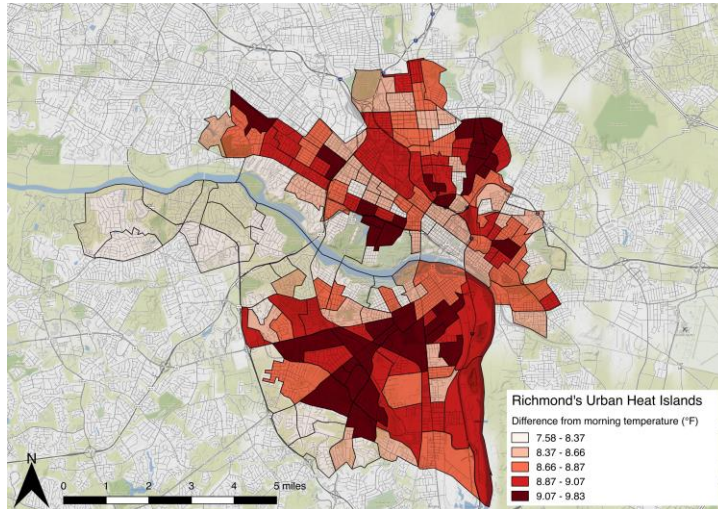 Richmond's Urban Heat Islands
Difference from morning temperature (°F)
7.58 - 8.37
8.37 - 8.66
8.66 - 8.87
8.87 - 9.07
9.07 - 9.83
N
0 1 2 3 4 5 miles